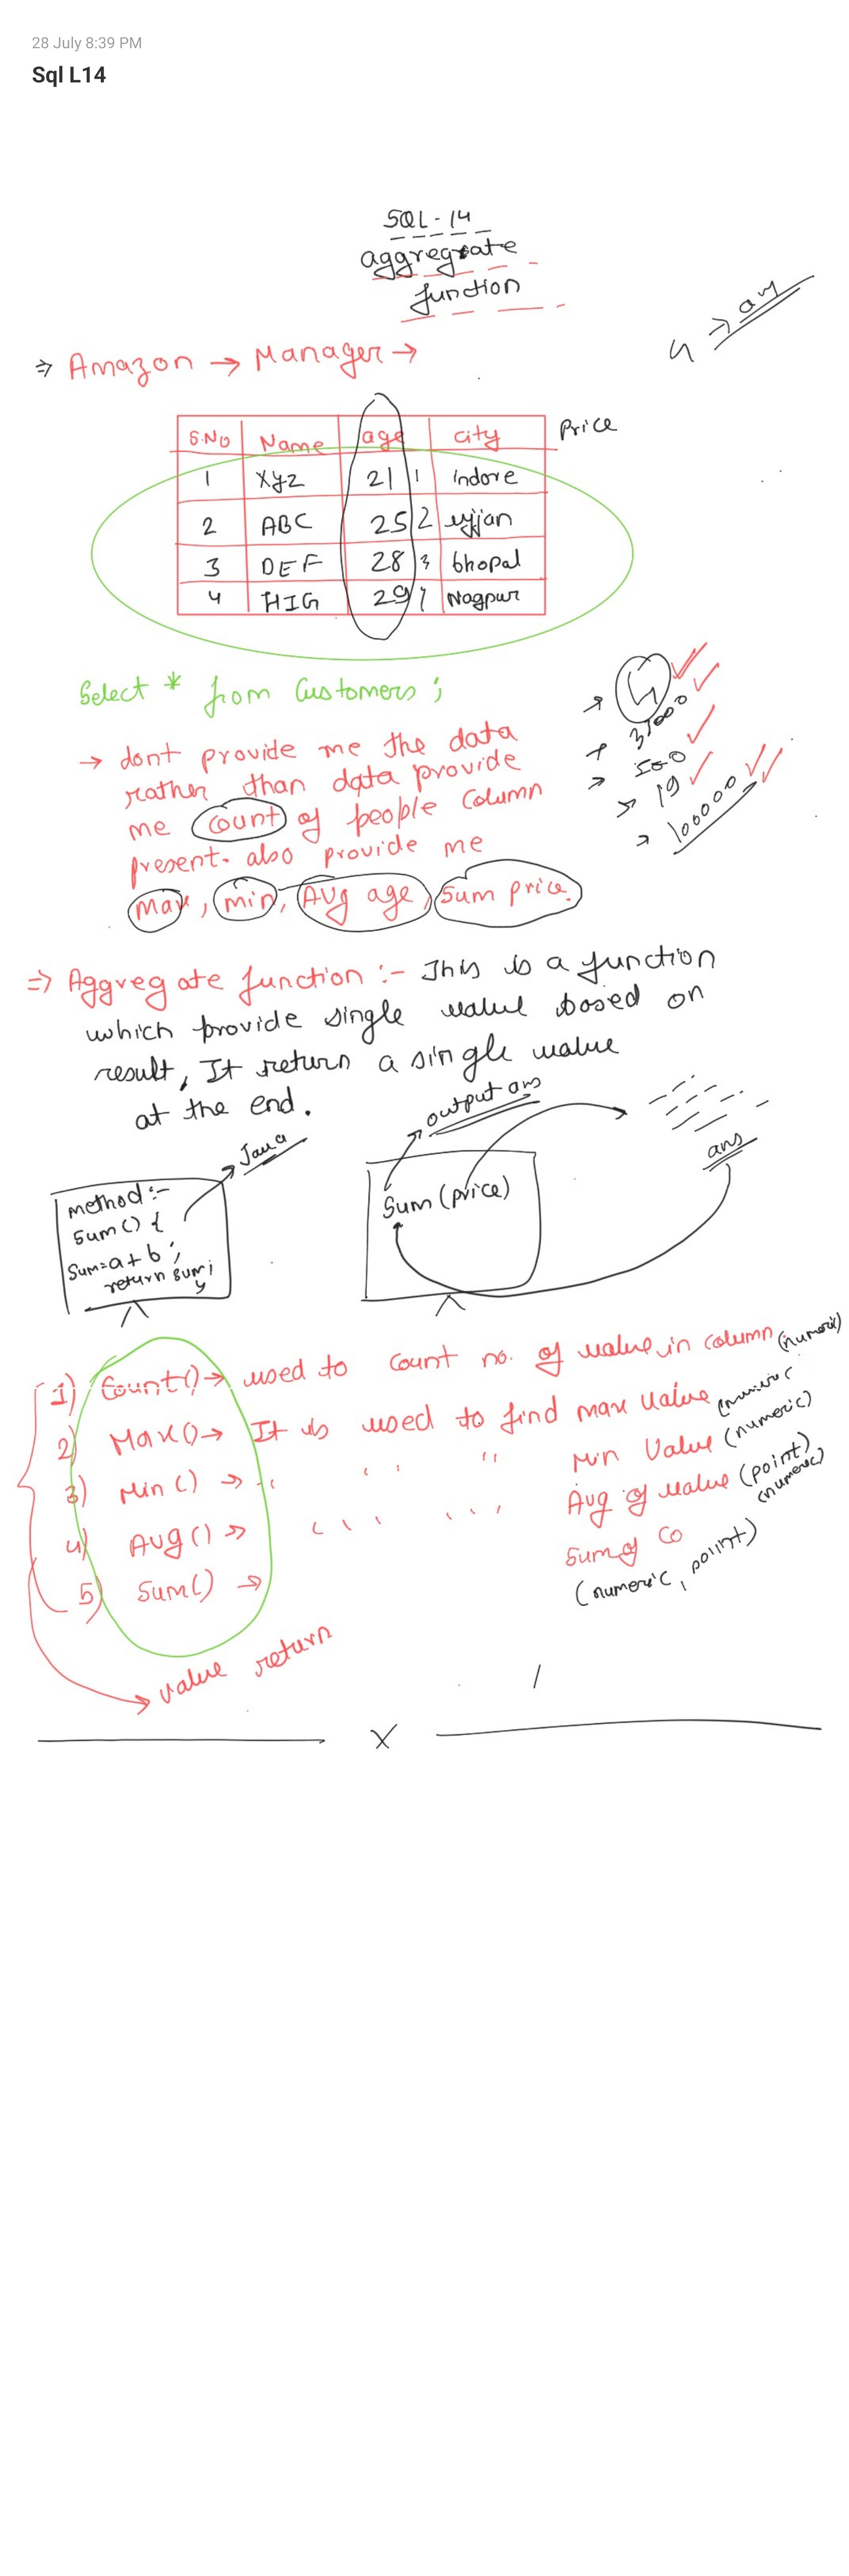 28 July 8:39 PM
Sql L14
SQL-14
aggregate
function
⇒ Amazon → Manager →
S.No Name age city Price
1 Xyz 21 1 Indore
2 ABC 25 2 ujjan
3 DEF 28 3 bhopal
4 HIG 29 Nagpur
Select * from Customers;
→ dont provide me the data
rather than data provide
me count of people column
present. also provide me
max, min, Avg age, Sum price.
→ 4
→ 500
→ 19
→ 100000
⇒ Aggregate function :- This is a function
which provide single value based on
result, It return a single value
at the end.
Java
output ans
ans
method :-
sum() {
Sum=a+b;
return sum;
}
Sum(price)
1) Count() → used to count no. of value in column (numeric)
2) Max() → It is used to find max value (numeric
3) Min() → " " " Min Value (numeric)
4) Avg() → " " Avg of value (point) (numeric)
5) Sum() → Sum of Co
(numeric, point)
→ value return
x